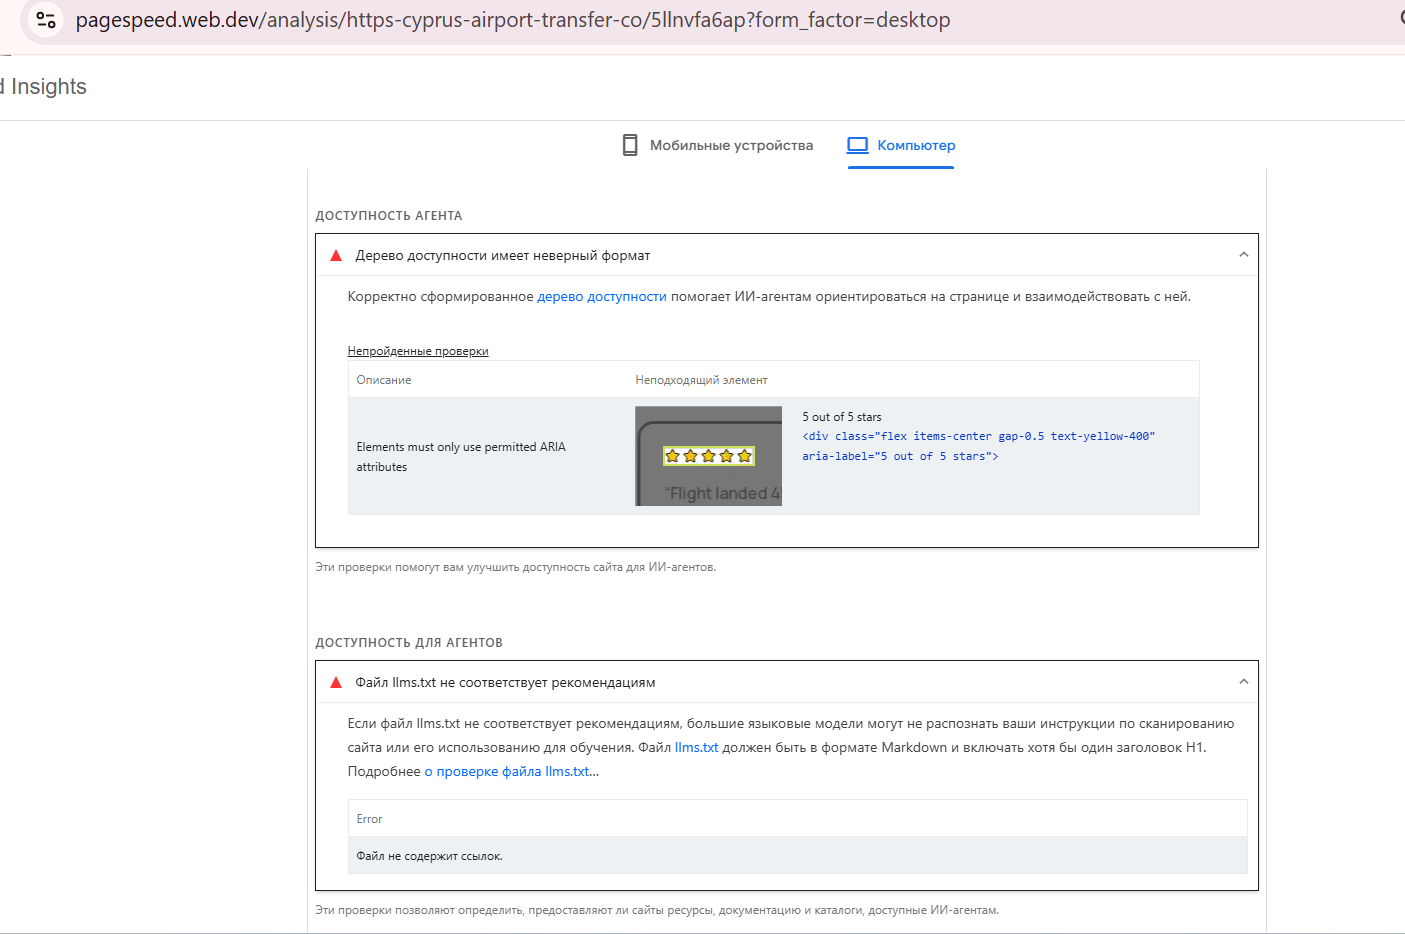 pagespeed.web.dev/analysis/https-cyprus-airport-transfer-co/5llnvfa6ap?form_factor=desktop
Insights
Мобильные устройства
Компьютер
ДОСТУПНОСТЬ АГЕНТА
Дерево доступности имеет неверный формат
Корректно сформированное дерево доступности помогает ИИ-агентам ориентироваться на странице и взаимодействовать с ней.
Непройденные проверки
Описание
Неподходящий элемент
Elements must only use permitted ARIA
attributes
"Flight landed 4
5 out of 5 stars
<div class="flex items-center gap-0.5 text-yellow-400"
aria-label="5 out of 5 stars">
Эти проверки помогут вам улучшить доступность сайта для ИИ-агентов.
ДОСТУПНОСТЬ ДЛЯ АГЕНТОВ
Файл llms.txt не соответствует рекомендациям
Если файл llms.txt не соответствует рекомендациям, большие языковые модели могут не распознать ваши инструкции по сканированию
сайта или его использованию для обучения. Файл llms.txt должен быть в формате Markdown и включать хотя бы один заголовок H1.
Подробнее о проверке файла llms.txt...
Error
Файл не содержит ссылок.
Эти проверки позволяют определить, предоставляют ли сайты ресурсы, документацию и каталоги, доступные ИИ-агентам.